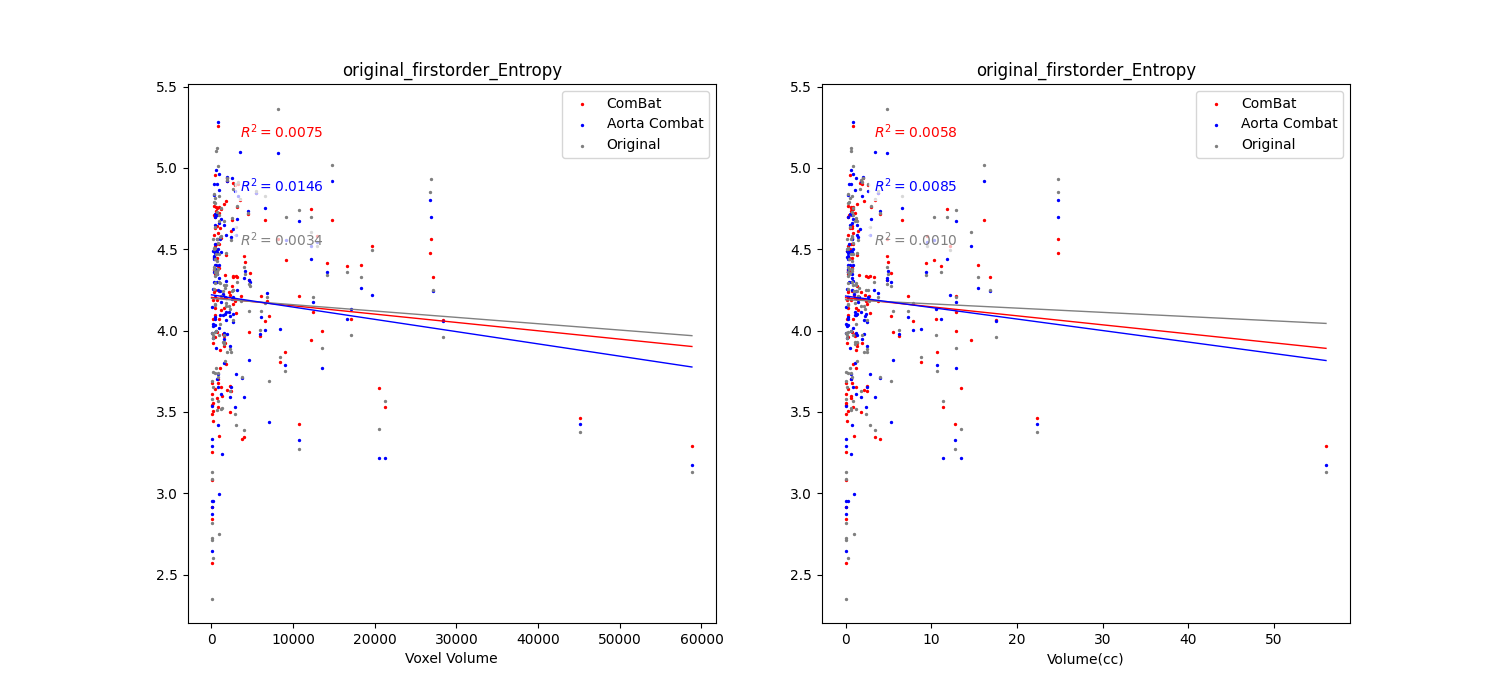 original_firstorder_Entropy
5.5
5.0
4.5
4.0
3.5
3.0
2.5
ComBat
Aorta Combat
Original
R² = 0.0075
R² = 0.0146
R² = 0.0034
0 10000 20000 30000 40000 50000 60000
Voxel Volume
original_firstorder_Entropy
5.5
5.0
4.5
4.0
3.5
3.0
2.5
ComBat
Aorta Combat
Original
R² = 0.0058
R² = 0.0085
R² = 0.0010
0 10 20 30 40 50
Volume(cc)